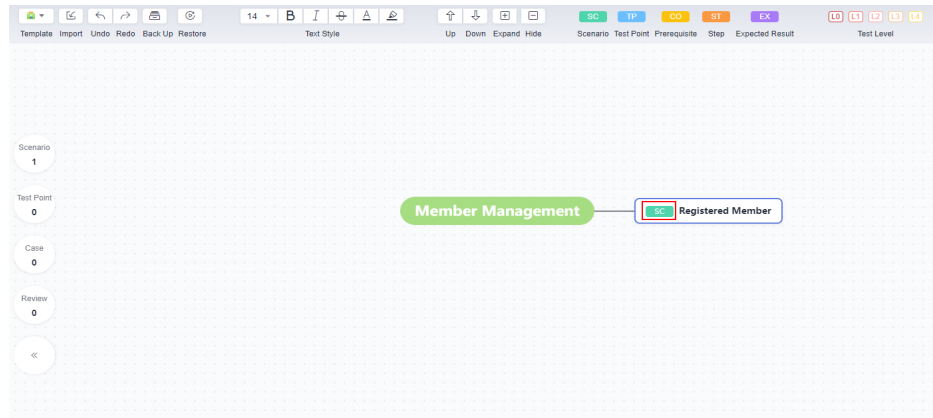 14 B I S A
SC TP CO ST EX L0 L1 L2 L3 L4
Template Import Undo Redo Back Up Restore Text Style Up Down Expand Hide Scenario Test Point Prerequisite Step Expected Result Test Level
Scenario
1
Test Point
0
Member Management
SC Registered Member
Case
0
Review
0